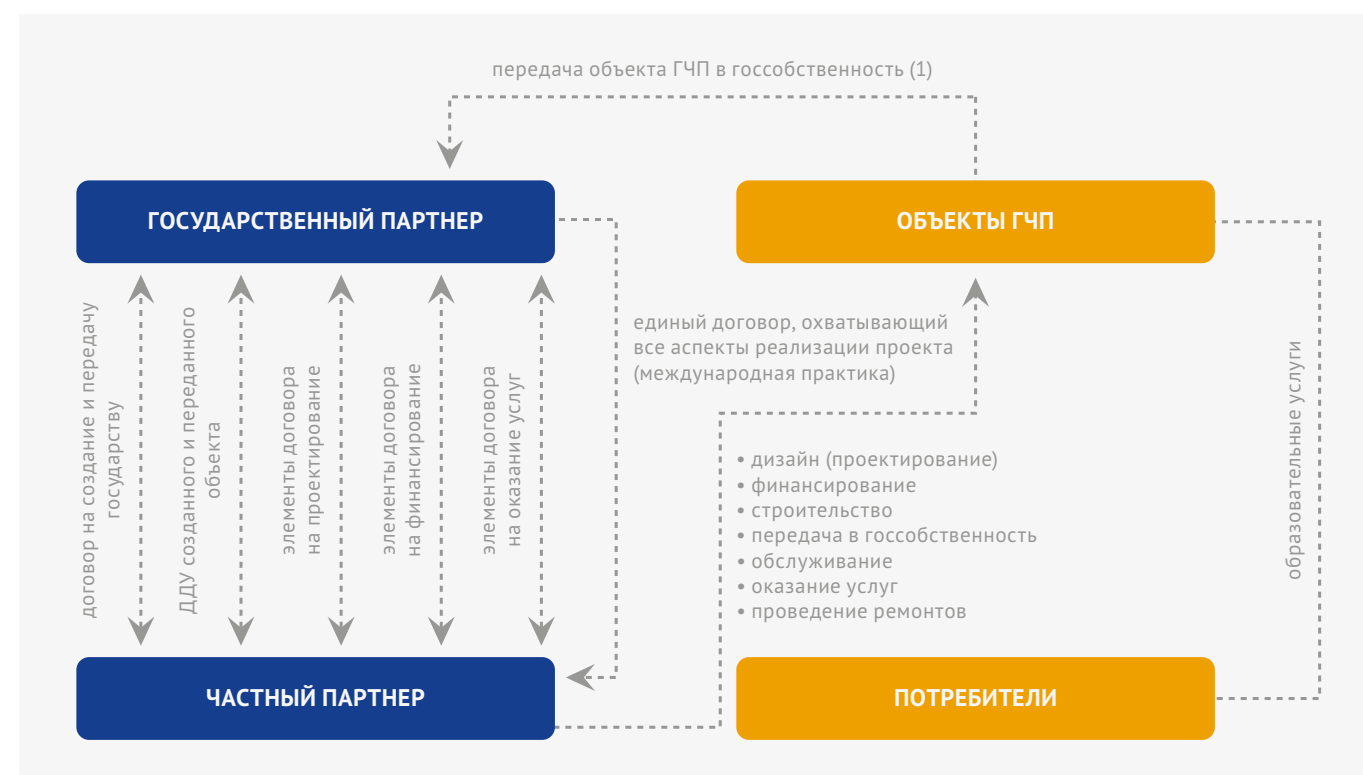 передача объекта ГЧП в госсобственность (1)
ГОСУДАРСТВЕННЫЙ ПАРТНЕР
ОБЪЕКТЫ ГЧП
договор на создание и передачу
государству
ДДУ созданного и переданного
объекта
элементы договора
на проектирование
элементы договора
на финансирование
элементы договора
на оказание услуг
единый договор, охватывающий
все аспекты реализации проекта
(международная практика)
• дизайн (проектирование)
• финансирование
• строительство
• передача в госсобственность
• обслуживание
• оказание услуг
• проведение ремонтов
образовательные услуги
ЧАСТНЫЙ ПАРТНЕР
ПОТРЕБИТЕЛИ